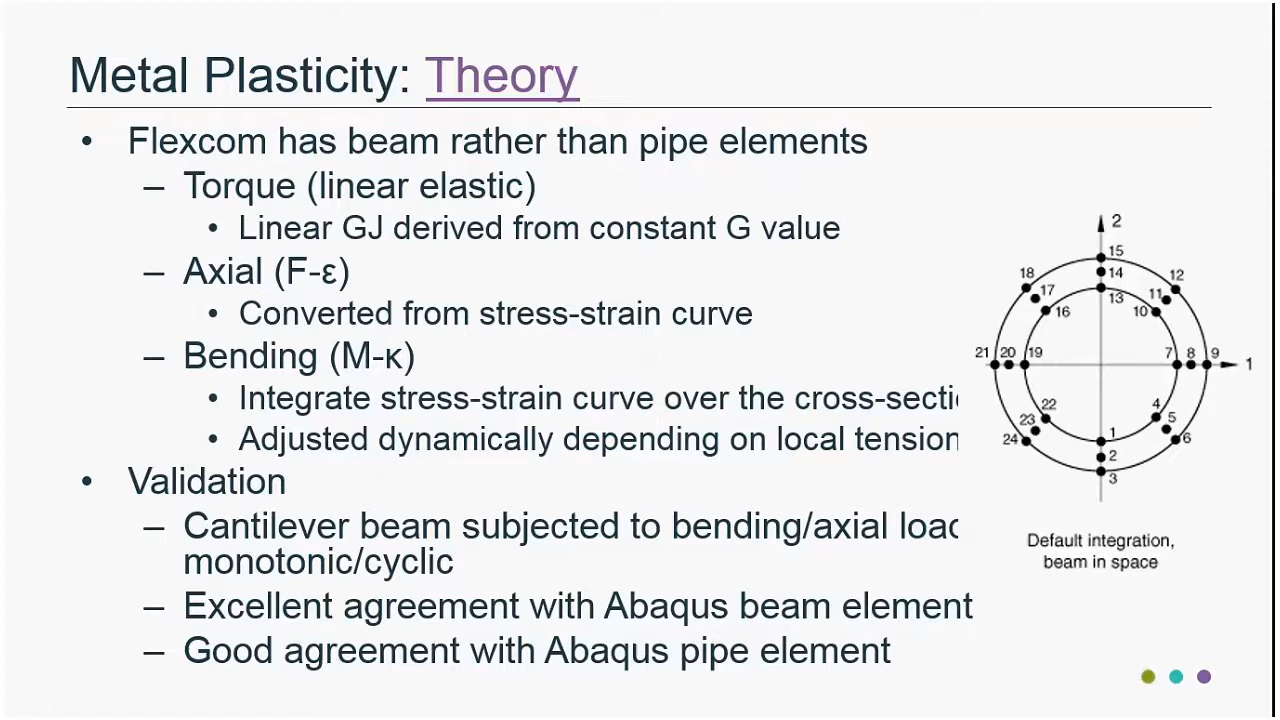 Metal Plasticity: Theory
• Flexcom has beam rather than pipe elements
– Torque (linear elastic)
• Linear GJ derived from constant G value
– Axial (F-ε)
• Converted from stress-strain curve
– Bending (M-κ)
• Integrate stress-strain curve over the cross-secti
• Adjusted dynamically depending on local tension
• Validation
– Cantilever beam subjected to bending/axial loa
monotonic/cyclic
– Excellent agreement with Abaqus beam element
– Good agreement with Abaqus pipe element
2
15
14
13
18
17
16
12
11
10
21 20 19
7 8 9
1
22
23
24
4
5
6
1
2
3
Default integration,
beam in space